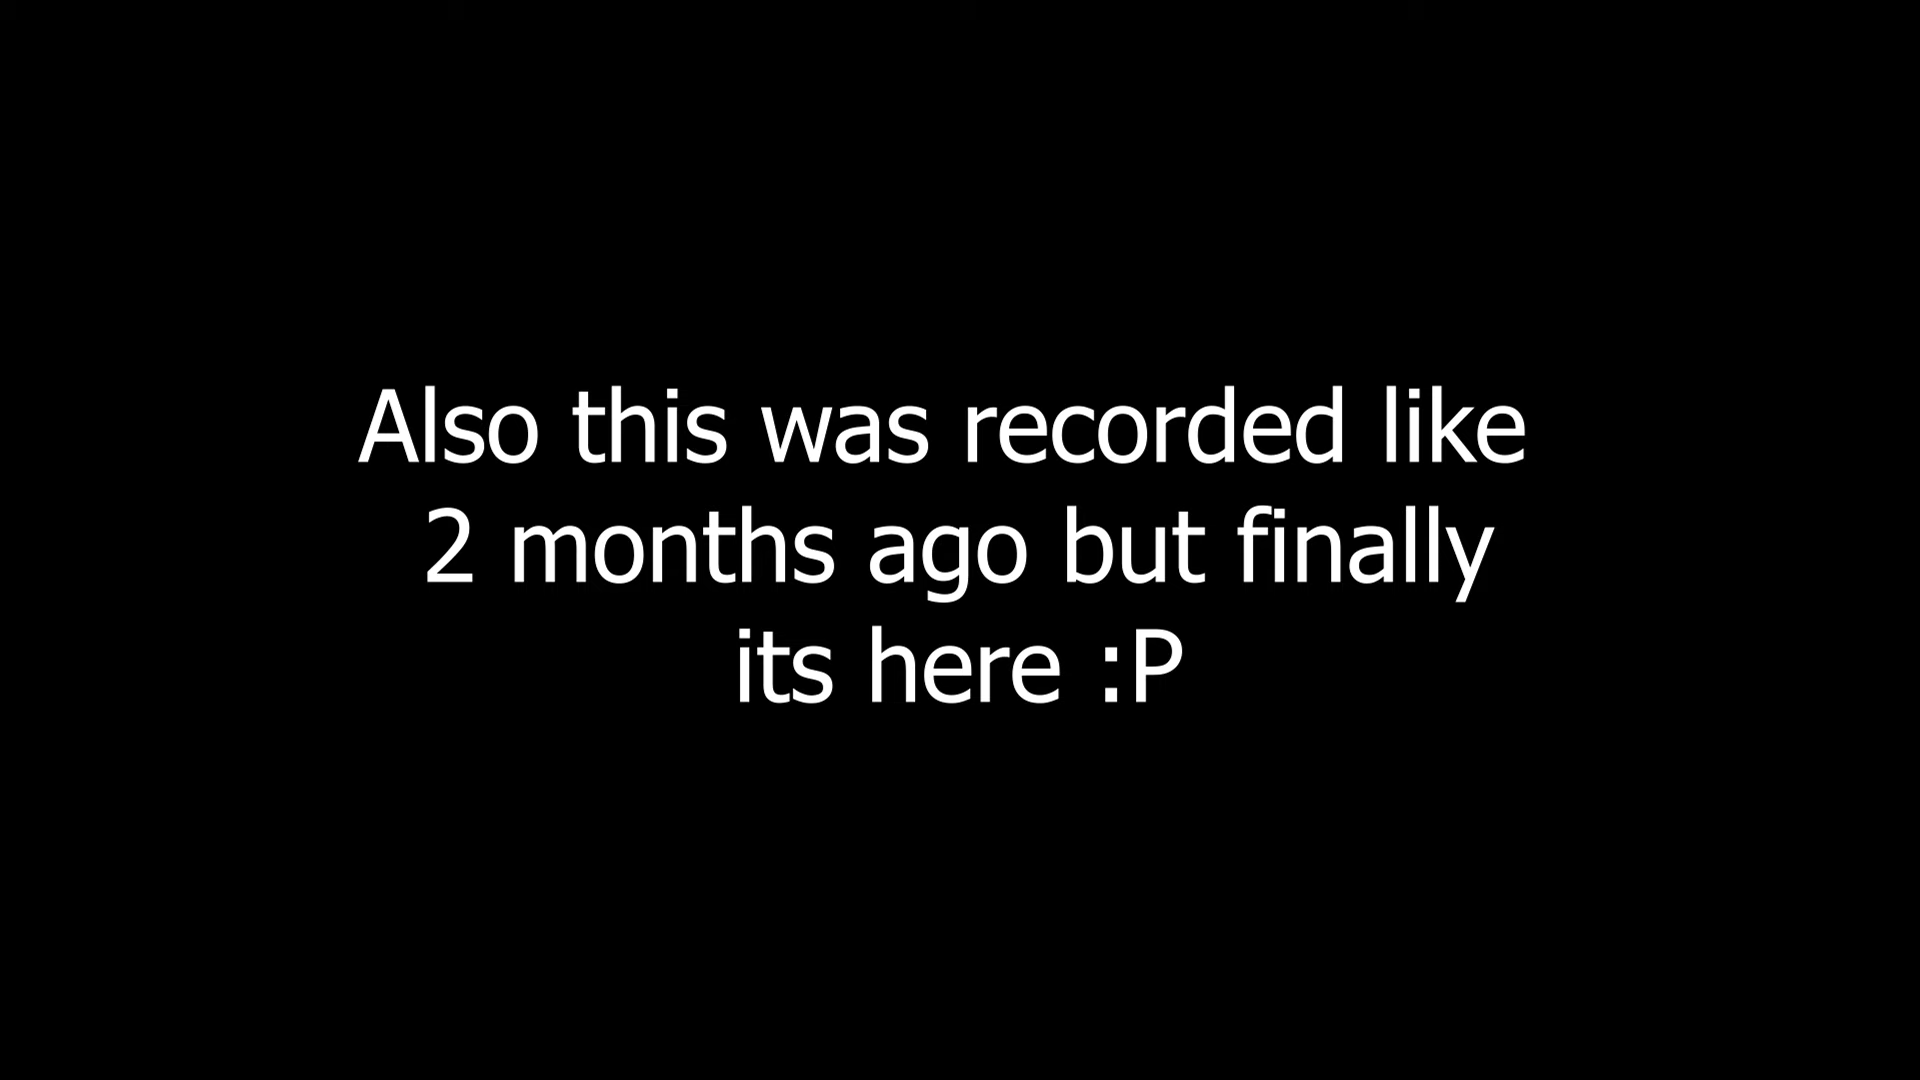 Also this was recorded like
2 months ago but finally
its here :P